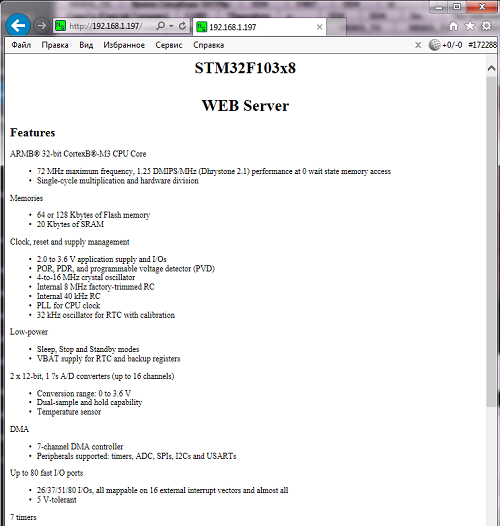 http://192.168.1.197/
192.168.1.197
Файл Правка Вид Избранное Сервис Справка
+0/-0 #172288
STM32F103x8
WEB Server
Features
ARMВ® 32-bit CortexВ®-M3 CPU Core
• 72 MHz maximum frequency, 1.25 DMIPS/MHz (Dhrystone 2.1) performance at 0 wait state memory access
• Single-cycle multiplication and hardware division
Memories
• 64 or 128 Kbytes of Flash memory
• 20 Kbytes of SRAM
Clock, reset and supply management
• 2.0 to 3.6 V application supply and I/Os
• POR, PDR, and programmable voltage detector (PVD)
• 4-to-16 MHz crystal oscillator
• Internal 8 MHz factory-trimmed RC
• Internal 40 kHz RC
• PLL for CPU clock
• 32 kHz oscillator for RTC with calibration
Low-power
• Sleep, Stop and Standby modes
• VBAT supply for RTC and backup registers
2 x 12-bit, 1 ?s A/D converters (up to 16 channels)
• Conversion range: 0 to 3.6 V
• Dual-sample and hold capability
• Temperature sensor
DMA
• 7-channel DMA controller
• Peripherals supported: timers, ADC, SPIs, I2Cs and USARTs
Up to 80 fast I/O ports
• 26/37/51/80 I/Os, all mappable on 16 external interrupt vectors and almost all
• 5 V-tolerant
7 timers